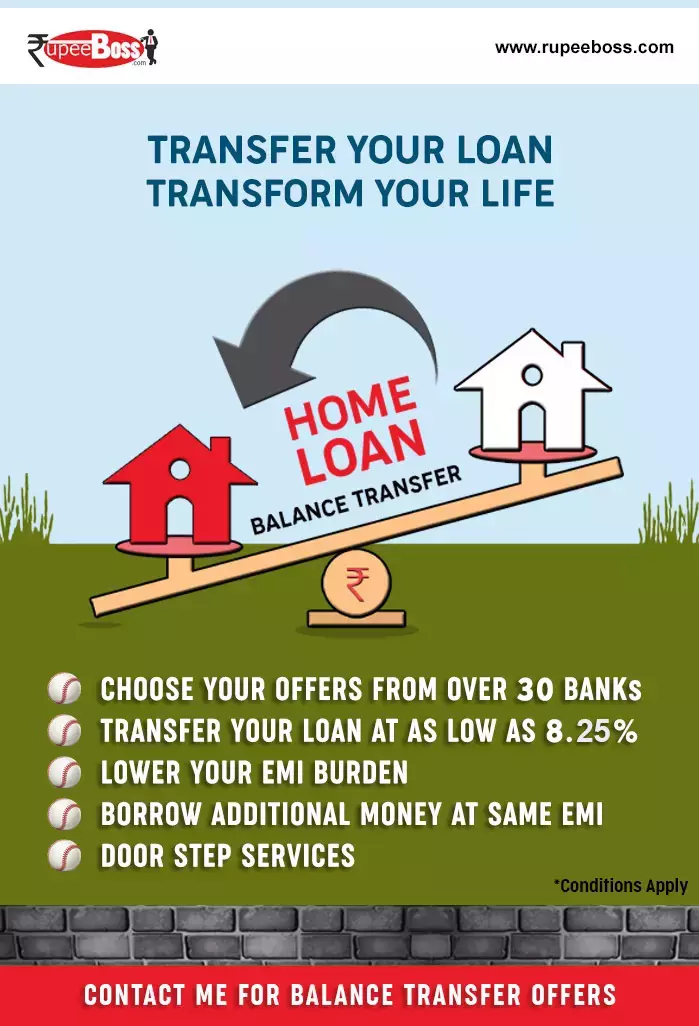 ₹upeeBoss
.com
www.rupeeboss.com
TRANSFER YOUR LOAN
TRANSFORM YOUR LIFE
HOME
LOAN
BALANCE TRANSFER
₹
CHOOSE YOUR OFFERS FROM OVER 30 BANKs
TRANSFER YOUR LOAN AT AS LOW AS 8.25%
LOWER YOUR EMI BURDEN
BORROW ADDITIONAL MONEY AT SAME EMI
DOOR STEP SERVICES
*Conditions Apply
CONTACT ME FOR BALANCE TRANSFER OFFERS